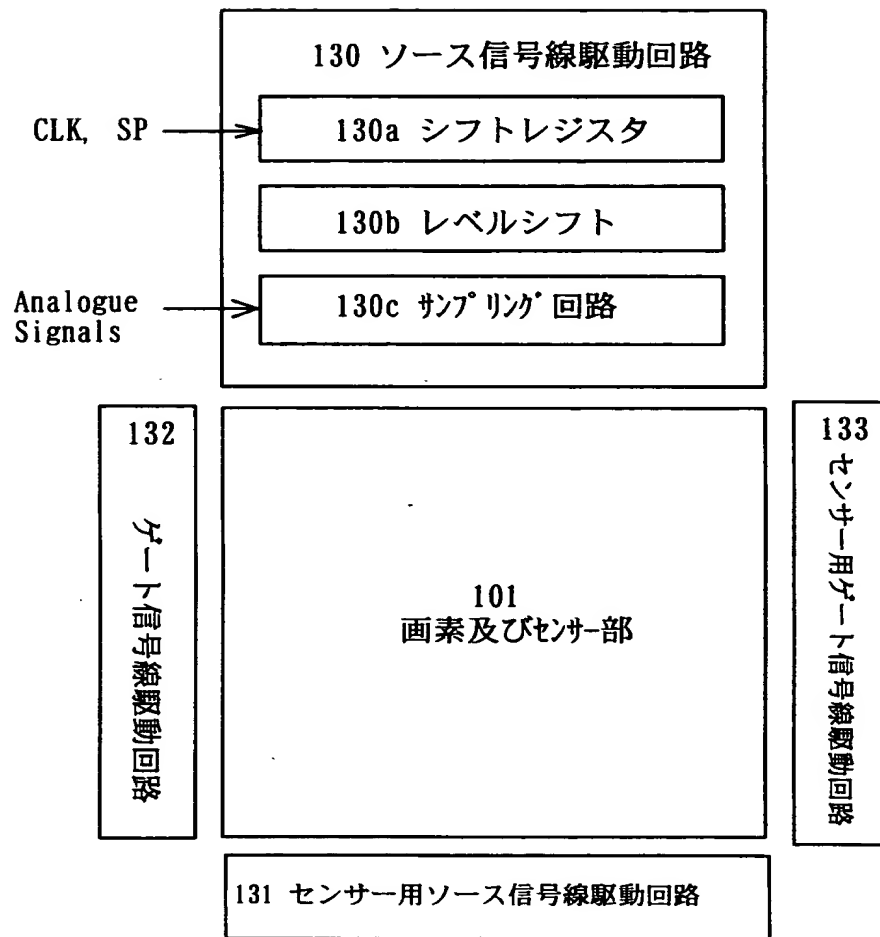 130 ソース信号線駆動回路
CLK, SP
130a シフトレジスタ
130b レベルシフト
Analogue
Signals
130c ｻﾝﾌﾟﾘﾝｸﾞ回路
132
ゲート信号線駆動回路
101
画素及びｾﾝｻｰ部
133
センサー用ゲート信号線駆動回路
131 センサー用ソース信号線駆動回路